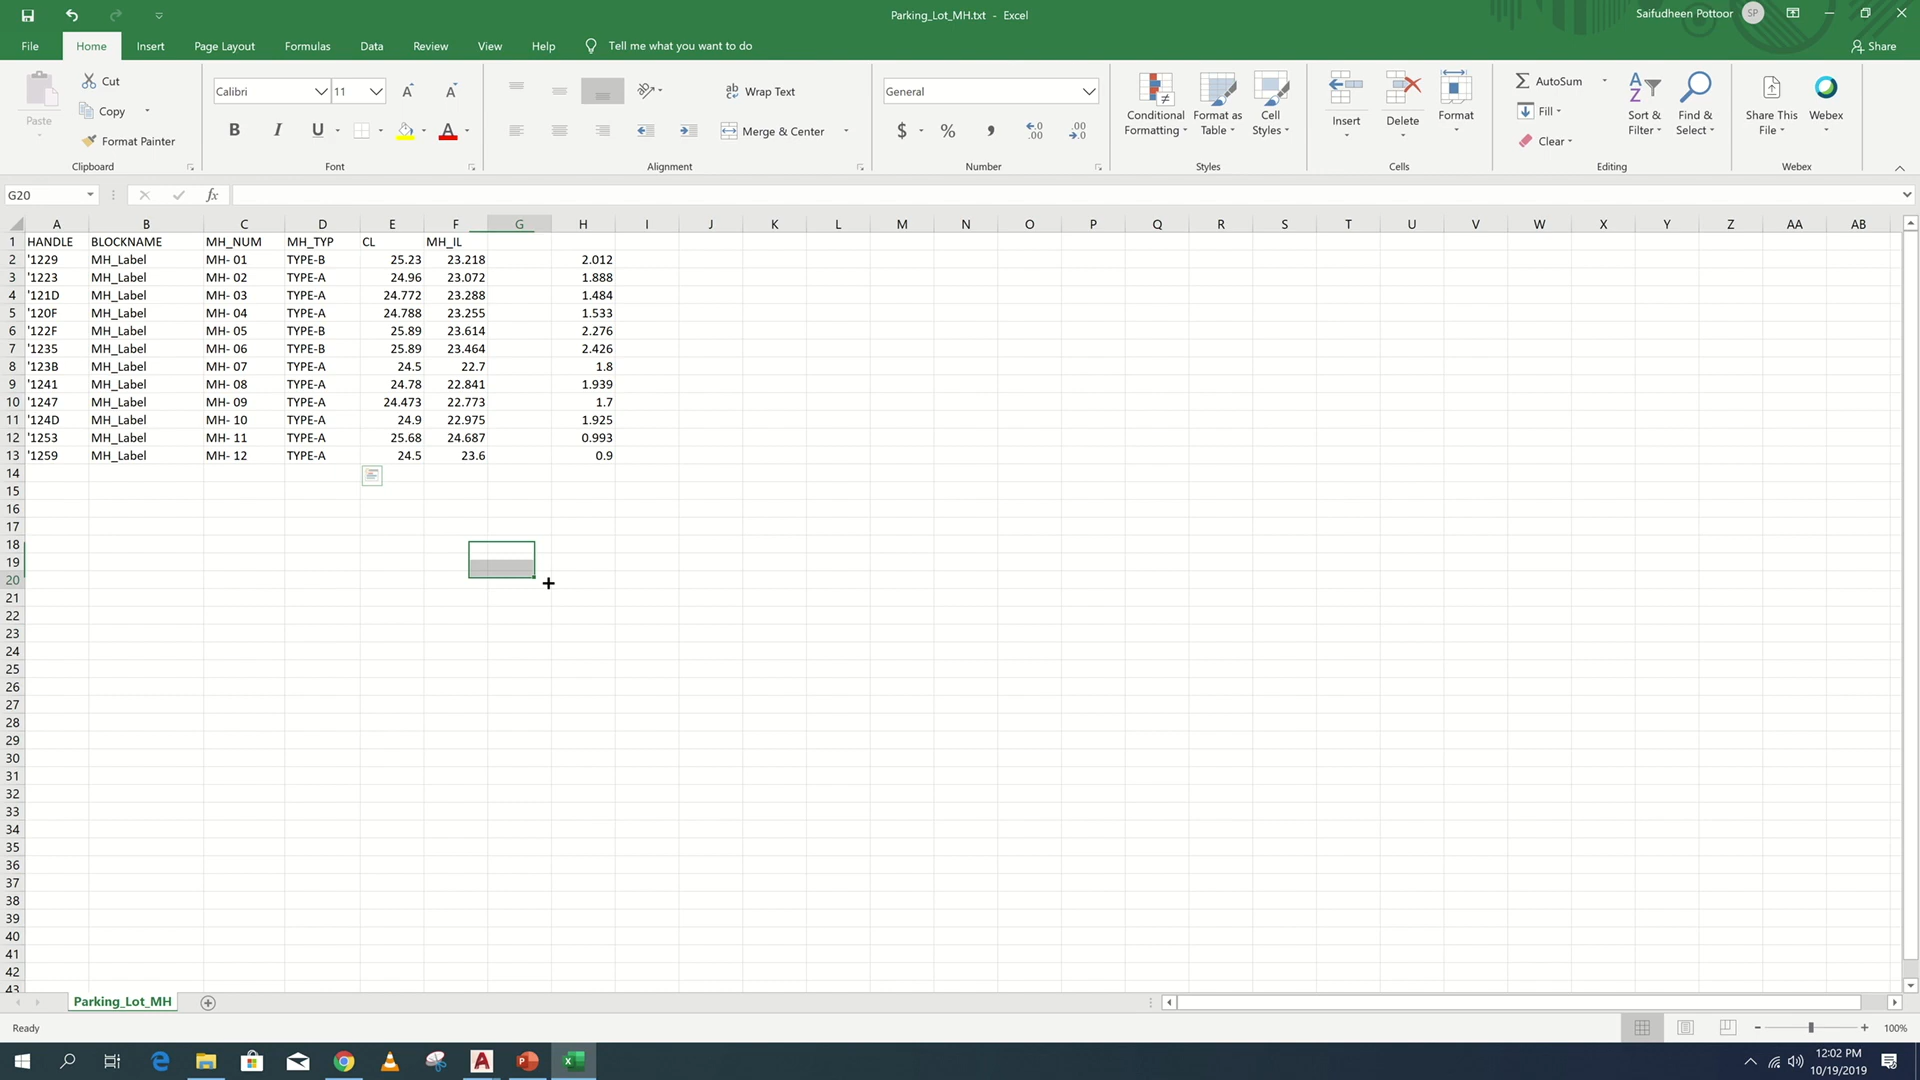 Parking_Lot_MH.txt - Excel
Saifudheen Pottoor SP
File Home Insert Page Layout Formulas Data Review View Help Tell me what you want to do Share
Paste
Cut
Copy
Format Painter
Clipboard
Calibri 11
B I U A
Font
ab Wrap Text
Merge & Center
Alignment
General
$ % ,
Number
Conditional Formatting
Format as Table
Cell Styles
Styles
Insert Delete Format
Cells
AutoSum
Fill
Clear
Sort & Filter
Find & Select
Editing
Share This File
Webex
Webex
G20 fx
A B C D E F G H I J K L M N O P Q R S T U V W X Y Z AA AB
1 HANDLE BLOCKNAME MH_NUM MH_TYP CL MH_IL
2 '1229 MH_Label MH- 01 TYPE-B 25.23 23.218 2.012
3 '1223 MH_Label MH- 02 TYPE-A 24.96 23.072 1.888
4 '121D MH_Label MH- 03 TYPE-A 24.772 23.288 1.484
5 '120F MH_Label MH- 04 TYPE-A 24.788 23.255 1.533
6 '122F MH_Label MH- 05 TYPE-B 25.89 23.614 2.276
7 '1235 MH_Label MH- 06 TYPE-B 25.89 23.464 2.426
8 '123B MH_Label MH- 07 TYPE-A 24.5 22.7 1.8
9 '1241 MH_Label MH- 08 TYPE-A 24.78 22.841 1.939
10 '1247 MH_Label MH- 09 TYPE-A 24.473 22.773 1.7
11 '124D MH_Label MH- 10 TYPE-A 24.9 22.975 1.925
12 '1253 MH_Label MH- 11 TYPE-A 25.68 24.687 0.993
13 '1259 MH_Label MH- 12 TYPE-A 24.5 23.6 0.9
14
15
16
17
18
19
20
21
22
23
24
25
26
27
28
29
30
31
32
33
34
35
36
37
38
39
40
41
42
43
Parking_Lot_MH
Ready
100%
12:02 PM
10/19/2019